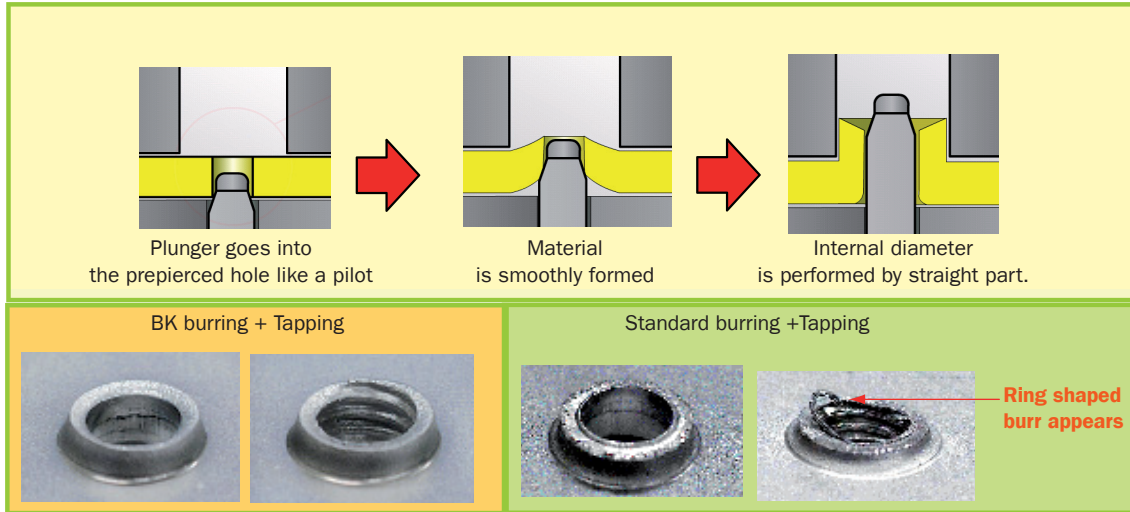 Plunger goes into
the prepierced hole like a pilot
Material
is smoothly formed
Internal diameter
is performed by straight part.
BK burring + Tapping
Standard burring +Tapping
Ring shaped
burr appears